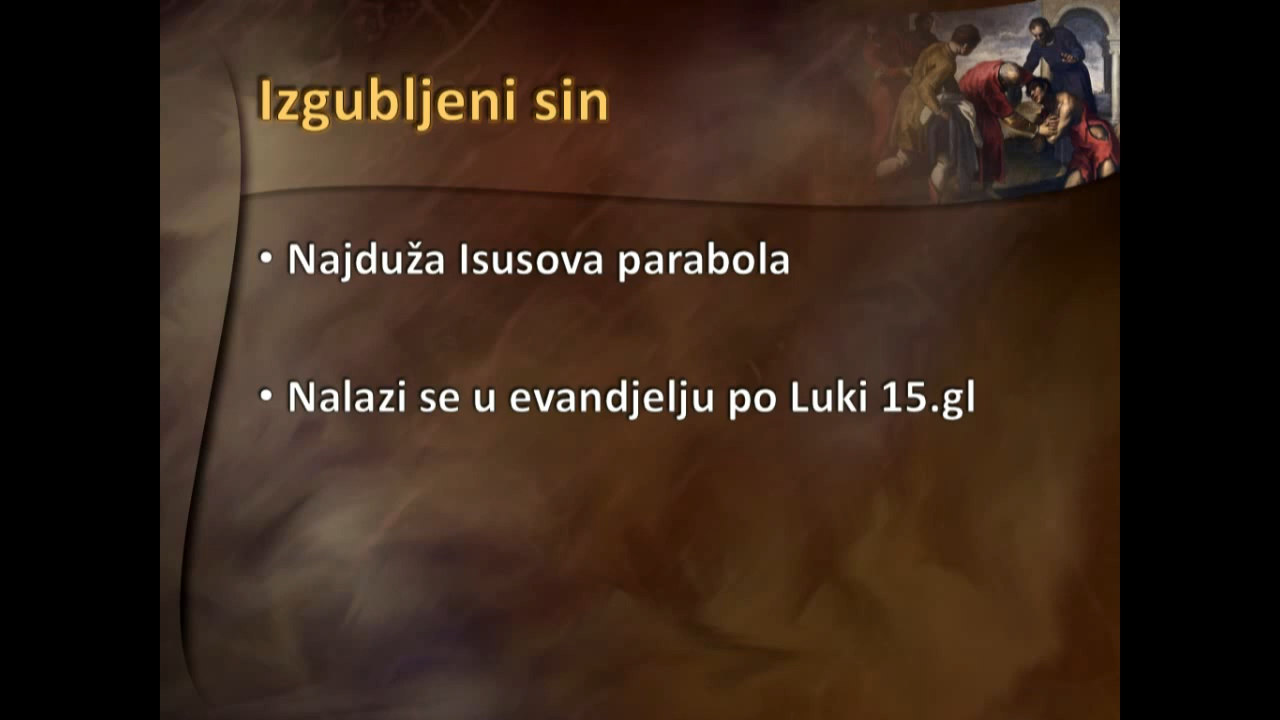 Izgubljeni sin
• Najduža Isusova parabola
• Nalazi se u evandjelju po Luki 15.gl